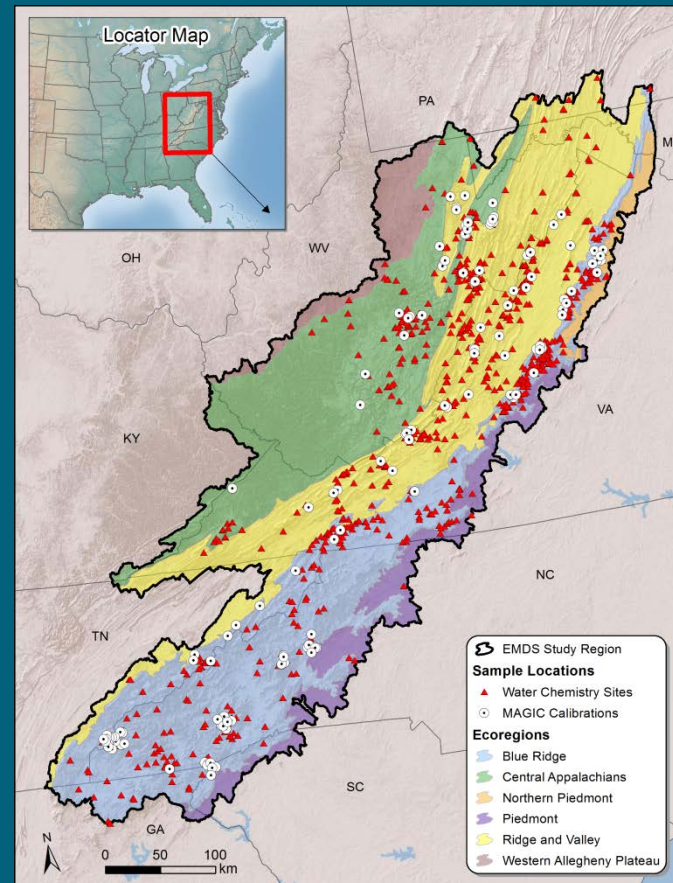 Locator Map
PA
M
OH
WV
KY
VA
NC
TN
SC
GA
EMDS Study Region
Sample Locations
Water Chemistry Sites
MAGIC Calibrations
Ecoregions
Blue Ridge
Central Appalachians
Northern Piedmont
Piedmont
Ridge and Valley
Western Allegheny Plateau
N
0 50 100
km